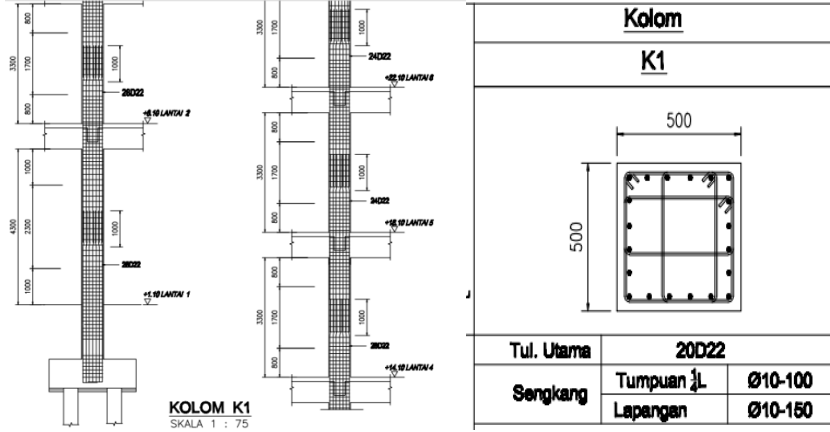 800
3300
1700
1000
28D22
800
LANTAI 2
1000
4300
2300
1000
28D22
1000
+1.10 LANTAI 1
KOLOM K1
SKALA 1 : 75
3300
1700
1000
24D22
800
+22.10 LANTAI 6
800
3300
1700
1000
24D22
800
+18.10 LANTAI 5
800
3300
1700
1000
28D22
800
+14.10 LANTAI 4
Kolom
K1
500
500
Tul. Utama 20D22
Sengkang Tumpuan ¼L Ø10-100
Lapangan Ø10-150